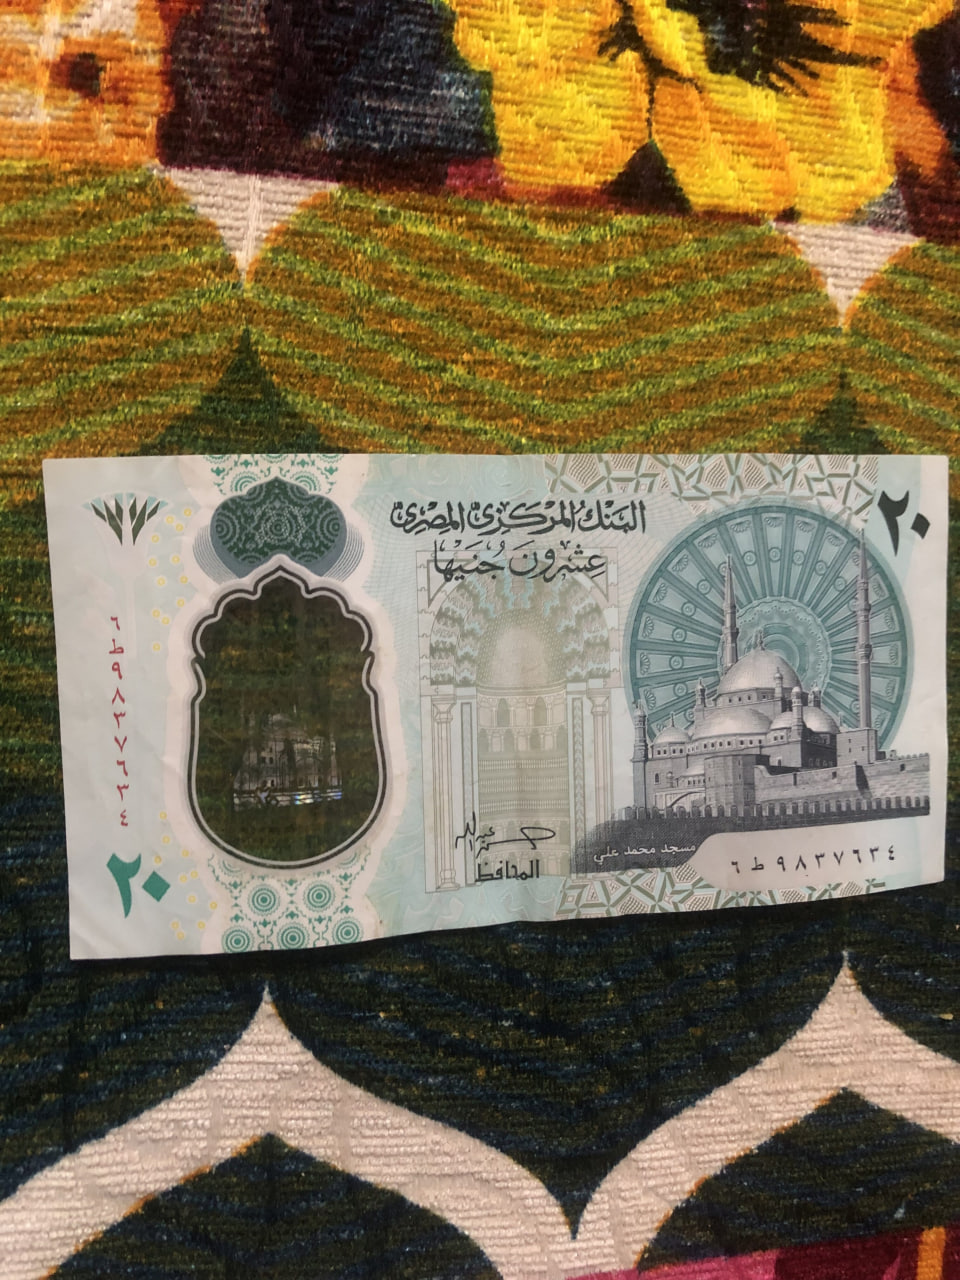 البنك المركزي المصري
عشرون جنيها
٢٠
٦ط٩٨٣٧٦٣٤
٢٠
المحافظ
مسجد محمد علي
٦ط٩٨٣٧٦٣٤